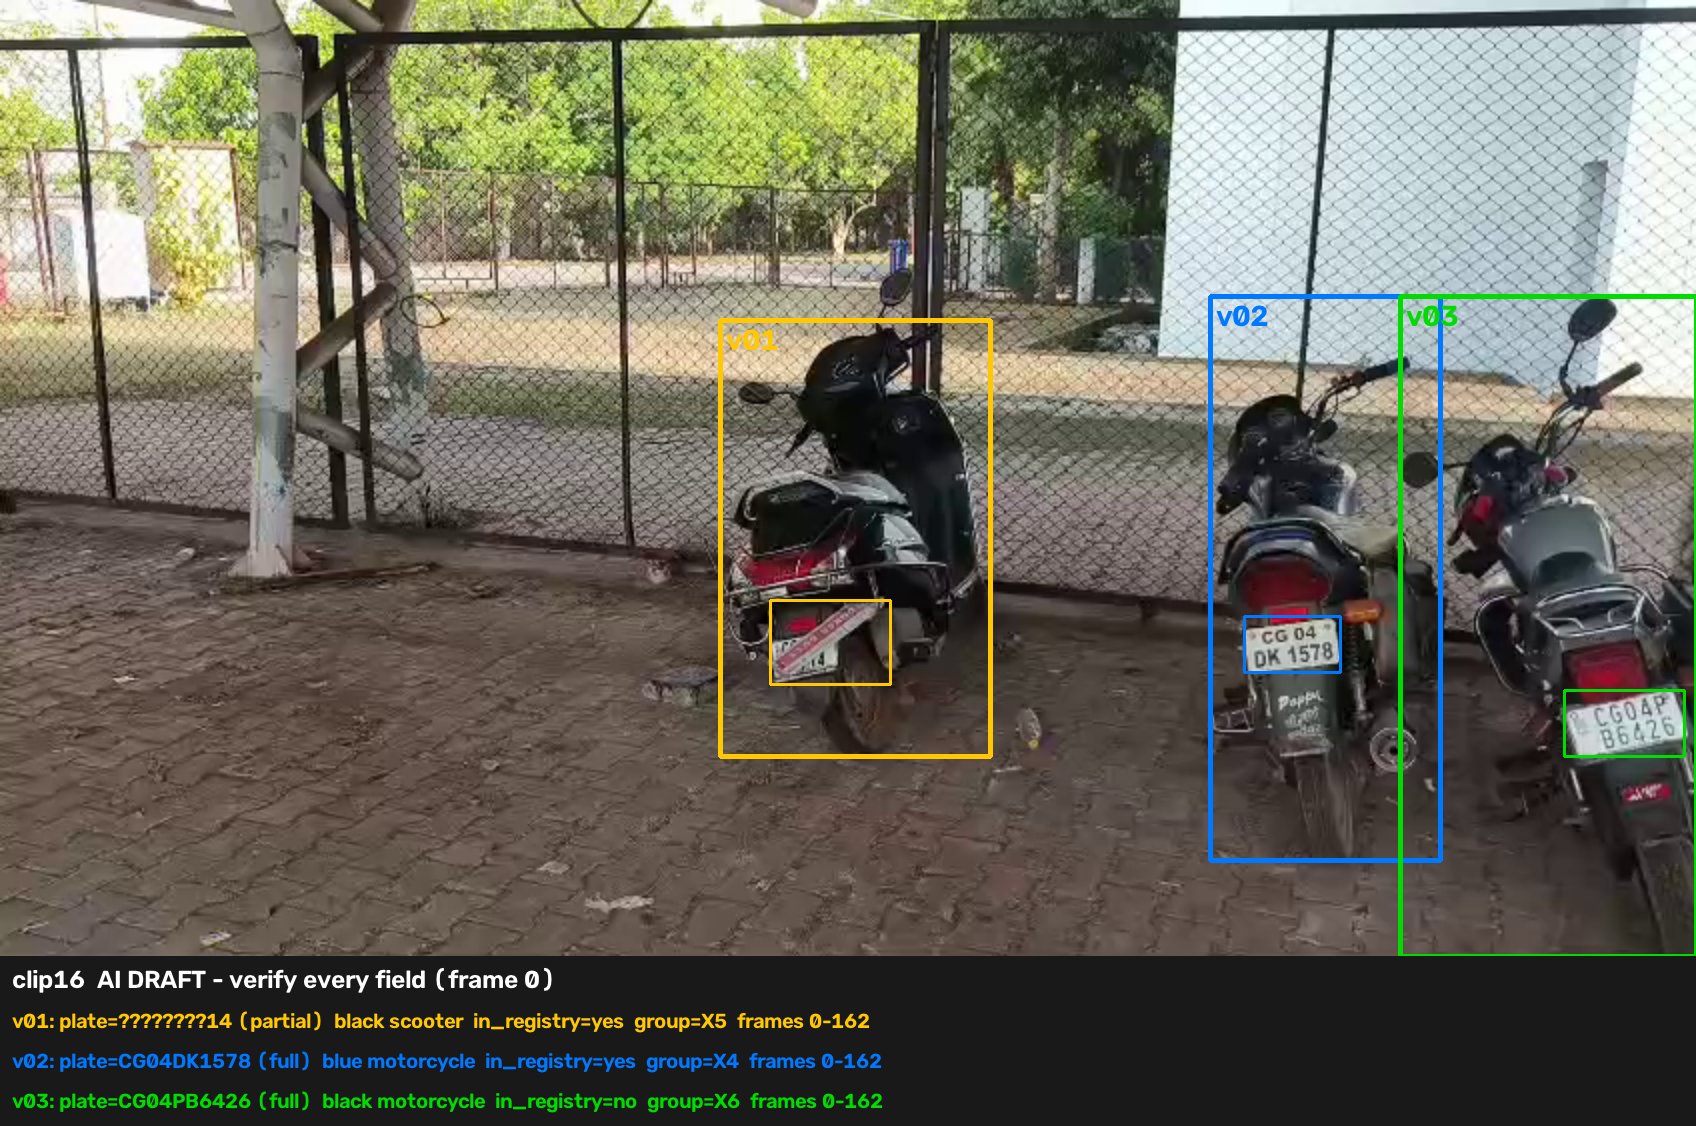 v01
v02
v03
14
CG 04
DK 1578
Pappu
CG04P
B6426
clip16 AI DRAFT - verify every field (frame 0)
v01: plate=????????14 (partial) black scooter in_registry=yes group=X5 frames 0-162
v02: plate=CG04DK1578 (full) blue motorcycle in_registry=yes group=X4 frames 0-162
v03: plate=CG04PB6426 (full) black motorcycle in_registry=no group=X6 frames 0-162